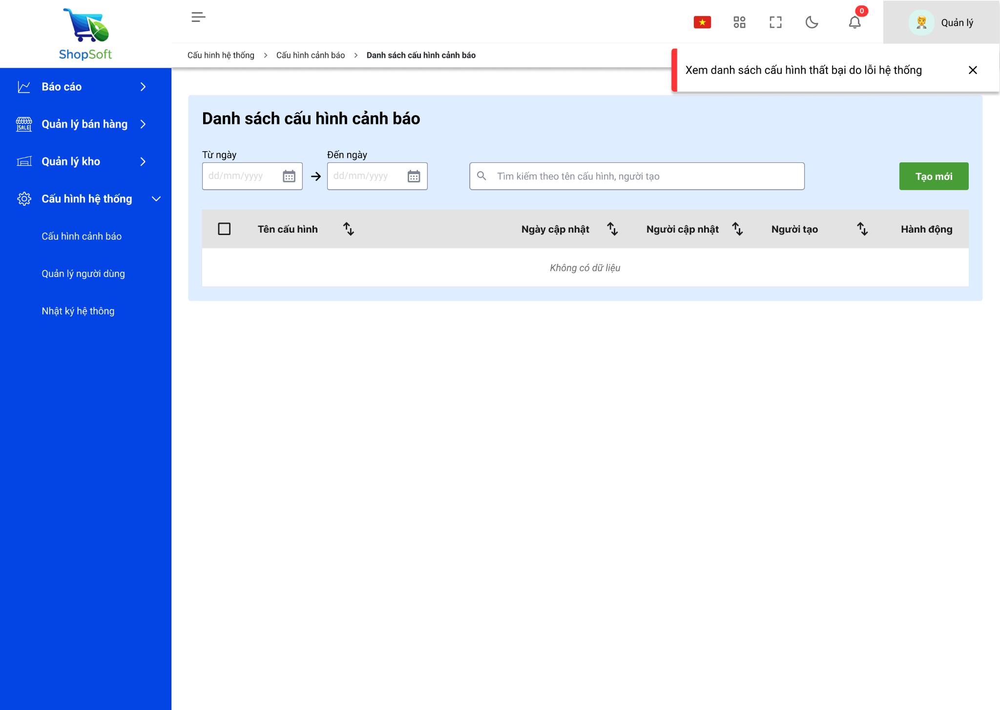 ShopSoft
0
Quản lý
Cấu hinh hệ thống > Cấu hình cảnh báo > Danh sách cấu hình cảnh báo
Xem danh sách cấu hình thất bại do lỗi hệ thống
Báo cáo
SALE
Quản lý bán hàng
Quản lý kho
Cấu hình hệ thống
Cấu hình cảnh báo
Quản lý người dùng
Nhật ký hệ thông
Danh sách cấu hình cảnh báo
Từ ngày
Đến ngày
dd/mm/yyyy
dd/mm/yyyy
Tìm kiếm theo tên cấu hình, người tạo
Tạo mới
Tên cấu hình
Ngày cập nhật
Người cập nhật
Người tạo
Hành động
Không có dữ liệu